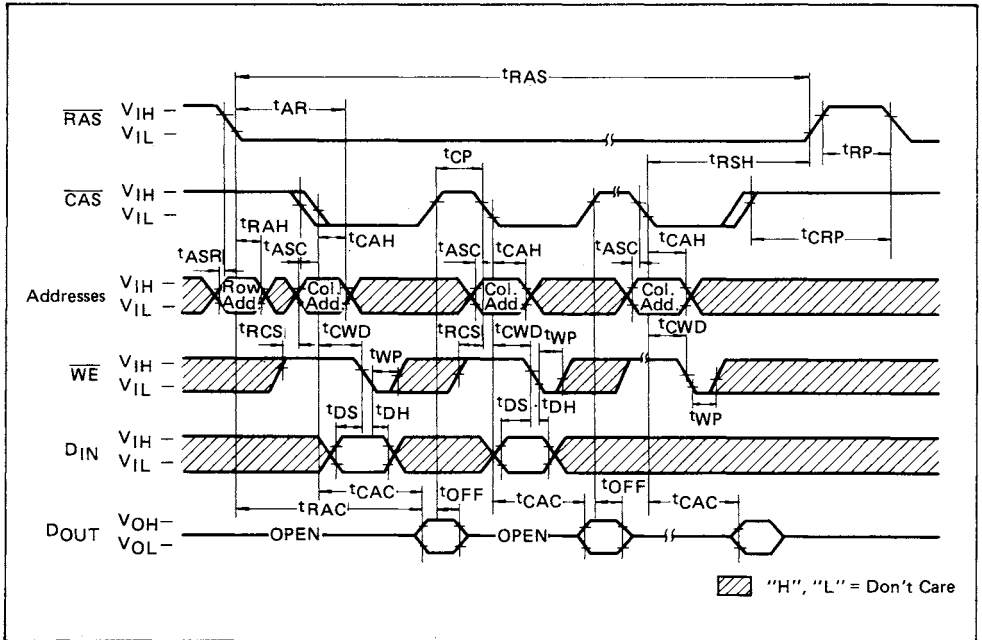 tRAS
RAS VIH –
VIL –
tAR
tRP
tCP
tRSH
CAS VIH –
VIL –
tRAH
tASR
tASC
tCAH
tASC
tCAH
tASC
tCAH
tCRP
Addresses VIH –
VIL –
Row Add
Col. Add.
Col. Add.
Col. Add.
tRCS
tCWD
tWP
tRCS
tCWD
tWP
tCWD
WE VIH –
VIL –
tWP
tDS
tDH
tDS
tDH
DIN VIH –
VIL –
tCAC
tRAC
tOFF
tCAC
tOFF
tCAC
DOUT VOH –
VOL –
OPEN
OPEN
"H", "L" = Don't Care